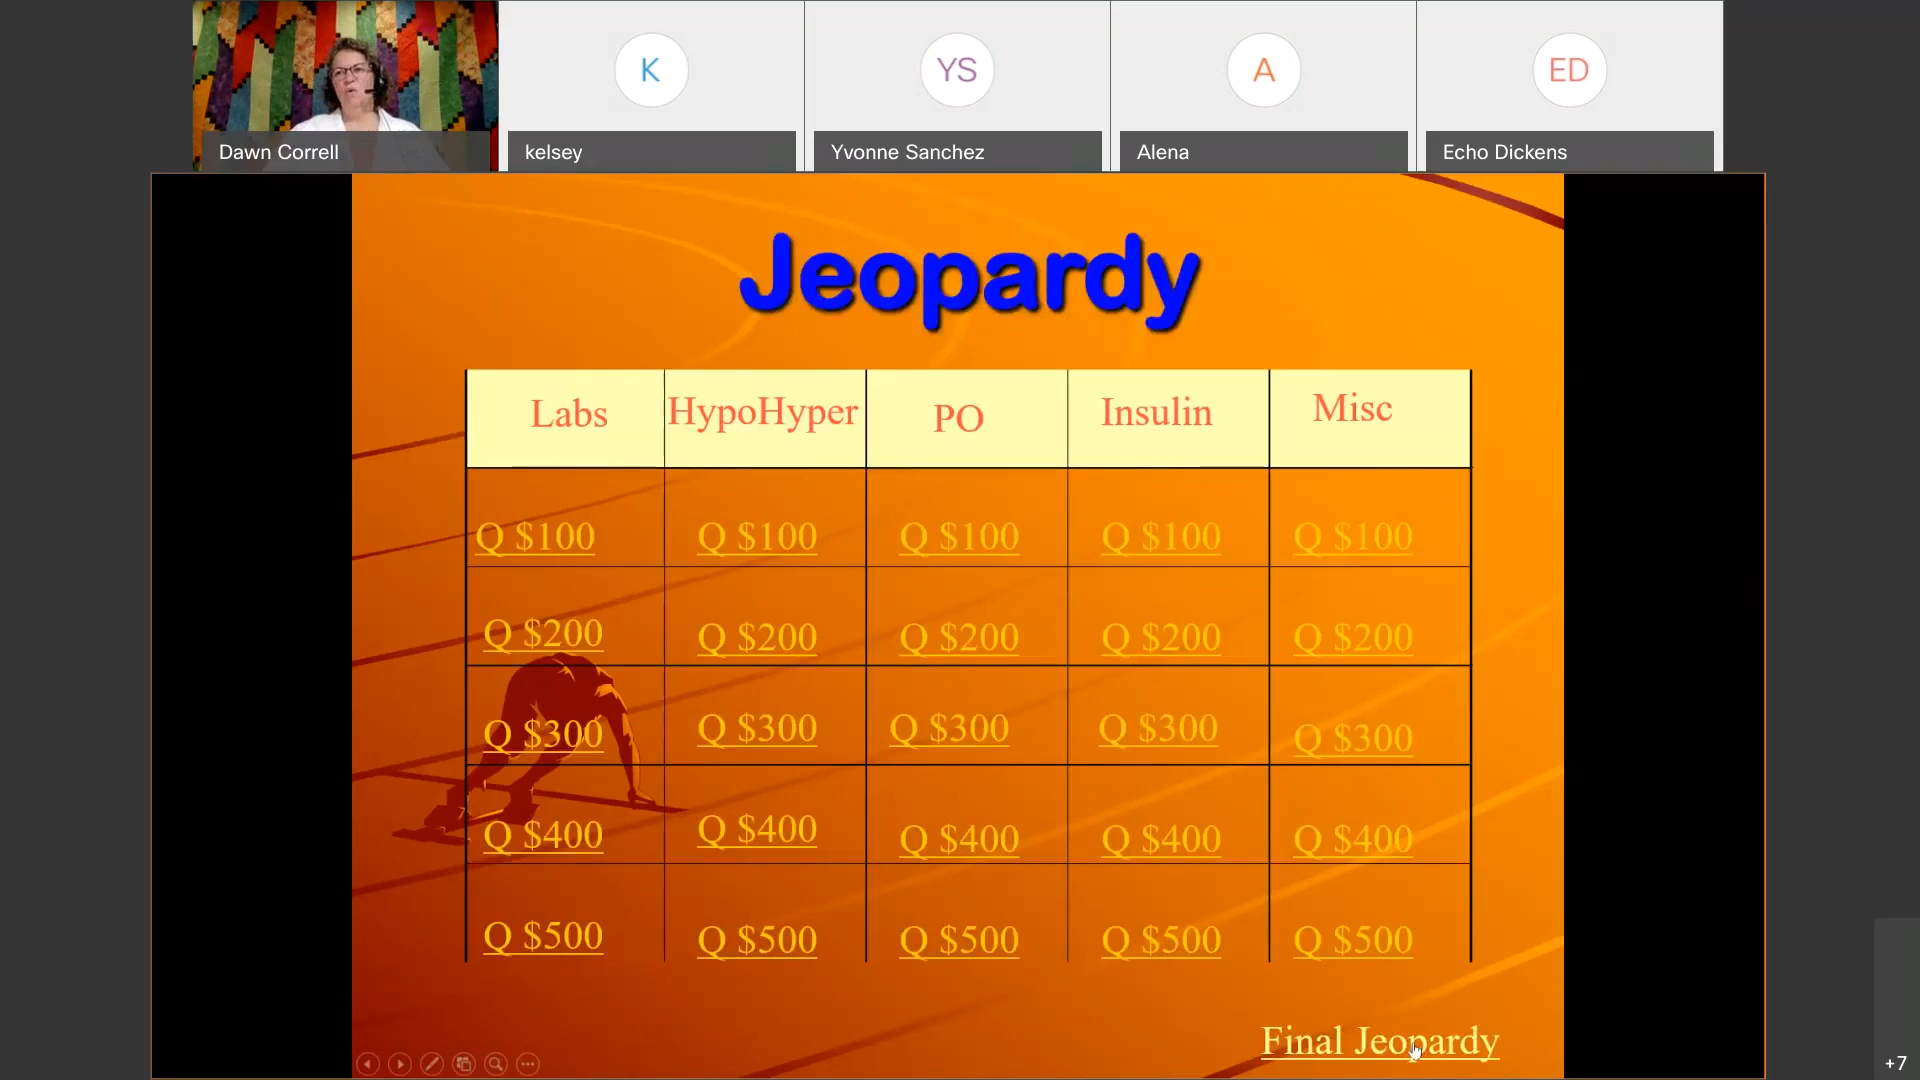 K YS A ED
Dawn Correll kelsey Yvonne Sanchez Alena Echo Dickens
Jeopardy
Labs HypoHyper PO Insulin Misc
Q $100 Q $100 Q $100 Q $100 Q $100
Q $200 Q $200 Q $200 Q $200 Q $200
Q $300 Q $300 Q $300 Q $300 Q $300
Q $400 Q $400 Q $400 Q $400 Q $400
Q $500 Q $500 Q $500 Q $500 Q $500
Final Jeopardy
+7